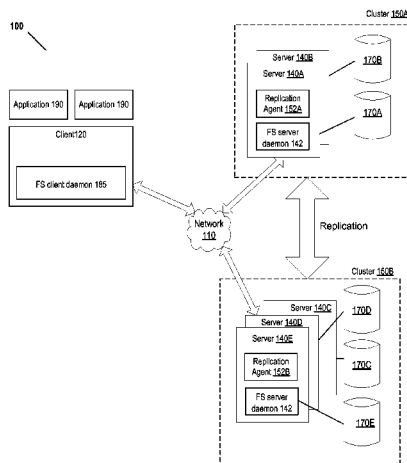 100
Cluster 150A
Server 140B
Server 140A
170B
Replication
Agent 152A
170A
FS server
daemon 142
Application 190
Application 190
Client120
FS client daemon 185
Network
110
Replication
Cluster 150B
Server 140C
170D
Server 140D
Server 140E
Replication
Agent 152B
170C
FS server
daemon 142
170E